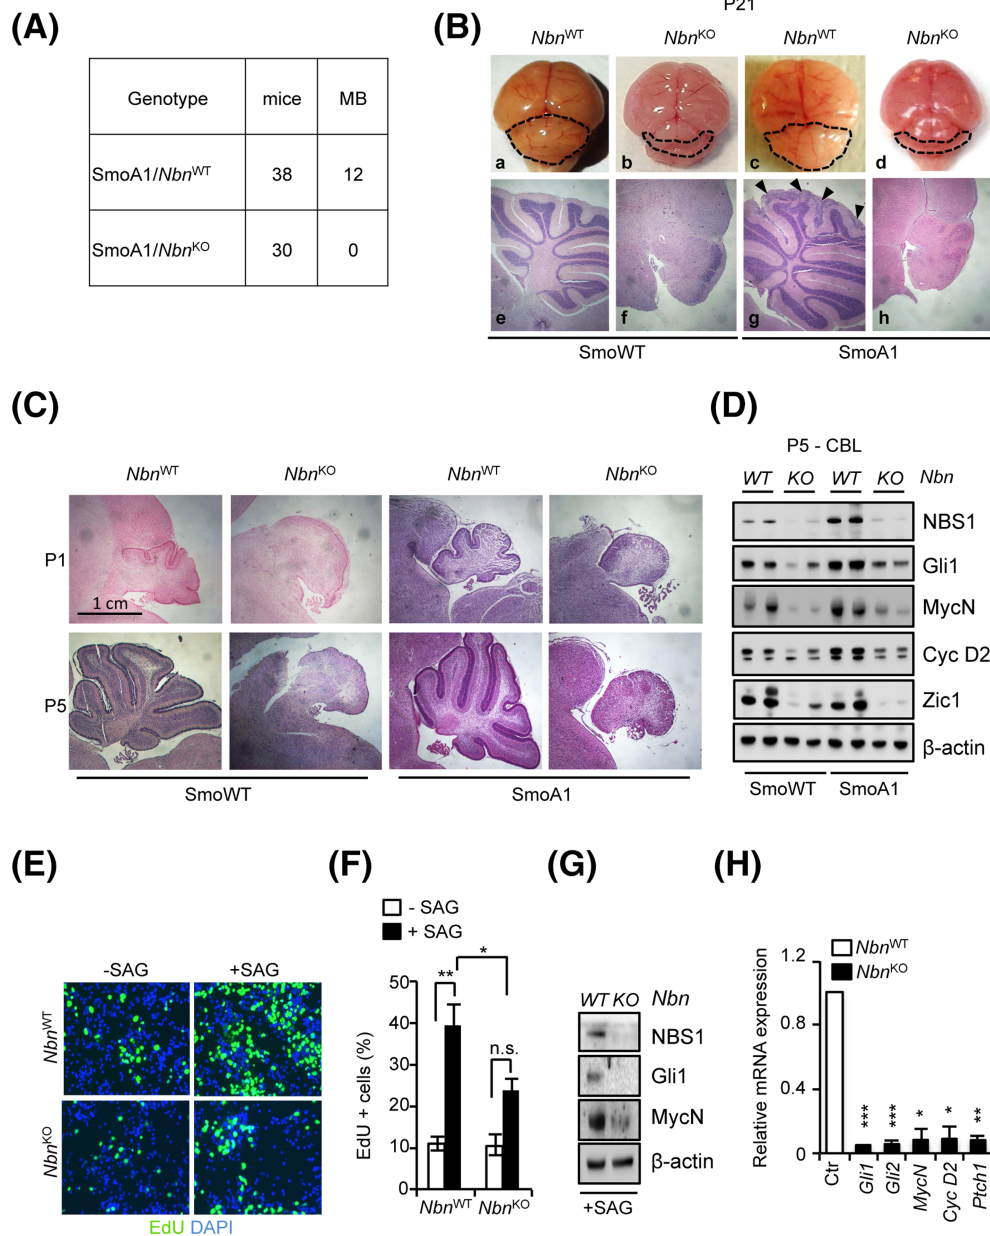 (A)
Genotype mice MB
SmoA1/NbnWT 38 12
SmoA1/NbnKO 30 0
(B)
P21
NbnWT NbnKO NbnWT NbnKO
a b c d
e f g h
SmoWT SmoA1
(C)
NbnWT NbnKO NbnWT NbnKO
P1
1 cm
P5
SmoWT SmoA1
(D)
P5 - CBL
WT KO WT KO Nbn
NBS1
Gli1
MycN
Cyc D2
Zic1
β-actin
SmoWT SmoA1
(E)
-SAG +SAG
NbnWT
NbnKO
EdU DAPI
(F)
- SAG
+ SAG
EdU + cells (%)
50
40
30
20
10
0
**
*
n.s.
NbnWT NbnKO
(G)
WT KO Nbn
NBS1
Gli1
MycN
β-actin
+SAG
(H)
NbnWT
NbnKO
Relative mRNA expression
1.2
0.8
0.4
0
*** *** * * **
Ctr Gli1 Gli2 MycN Cyc D2 Ptch1